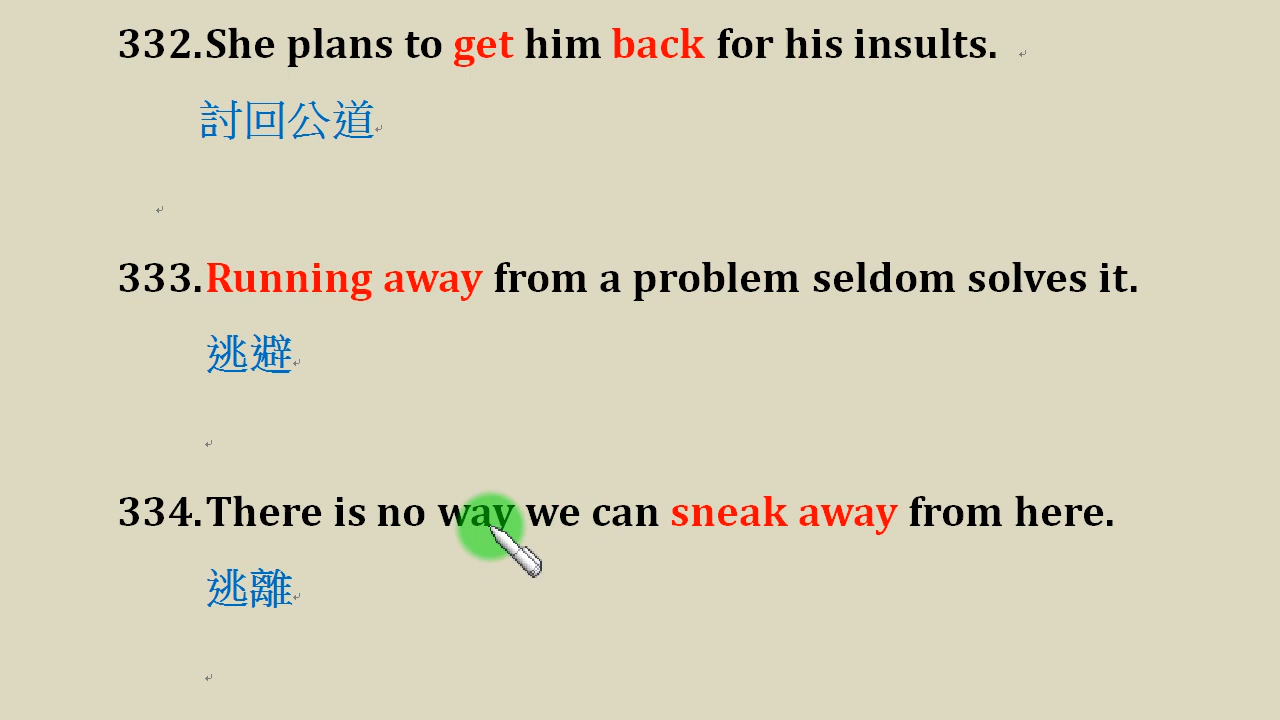 332.She plans to get him back for his insults.
討回公道
333.Running away from a problem seldom solves it.
逃避
334.There is no way we can sneak away from here.
逃離